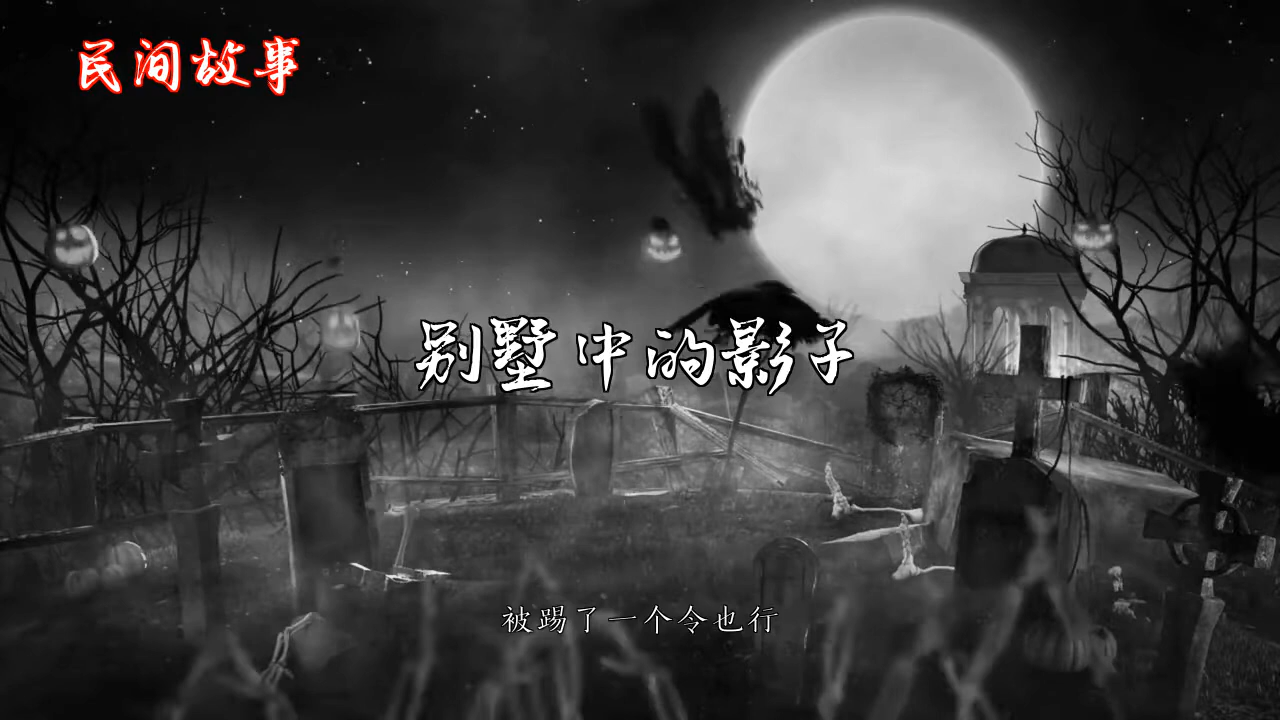 民间故事
别墅中的影子
被踢了一个令也行